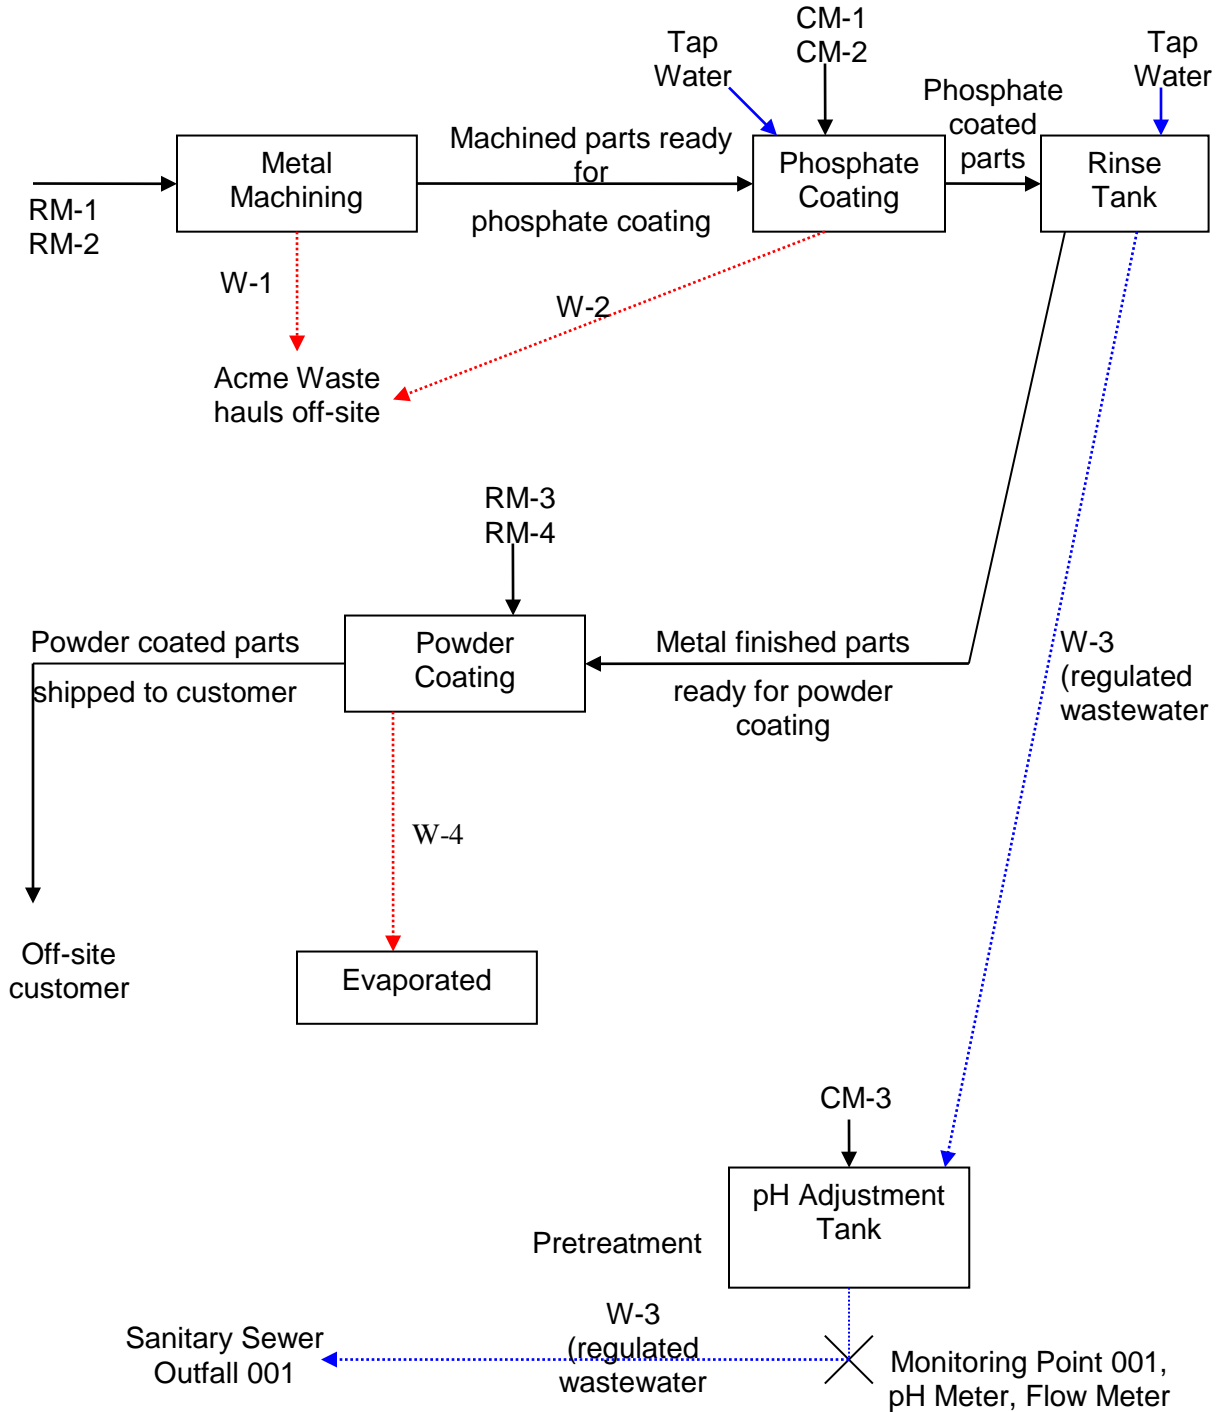 CM-1
CM-2
Tap
Water
Tap
Water
Phosphate
coated
parts
Machined parts ready
for
phosphate coating
Metal
Machining
Phosphate
Coating
Rinse
Tank
RM-1
RM-2
W-1
W-2
Acme Waste
hauls off-site
RM-3
RM-4
Powder coated parts
shipped to customer
Powder
Coating
Metal finished parts
ready for powder
coating
W-3
(regulated
wastewater
W-4
Off-site
customer
Evaporated
CM-3
pH Adjustment
Tank
Pretreatment
W-3
(regulated
wastewater
Sanitary Sewer
Outfall 001
Monitoring Point 001,
pH Meter, Flow Meter